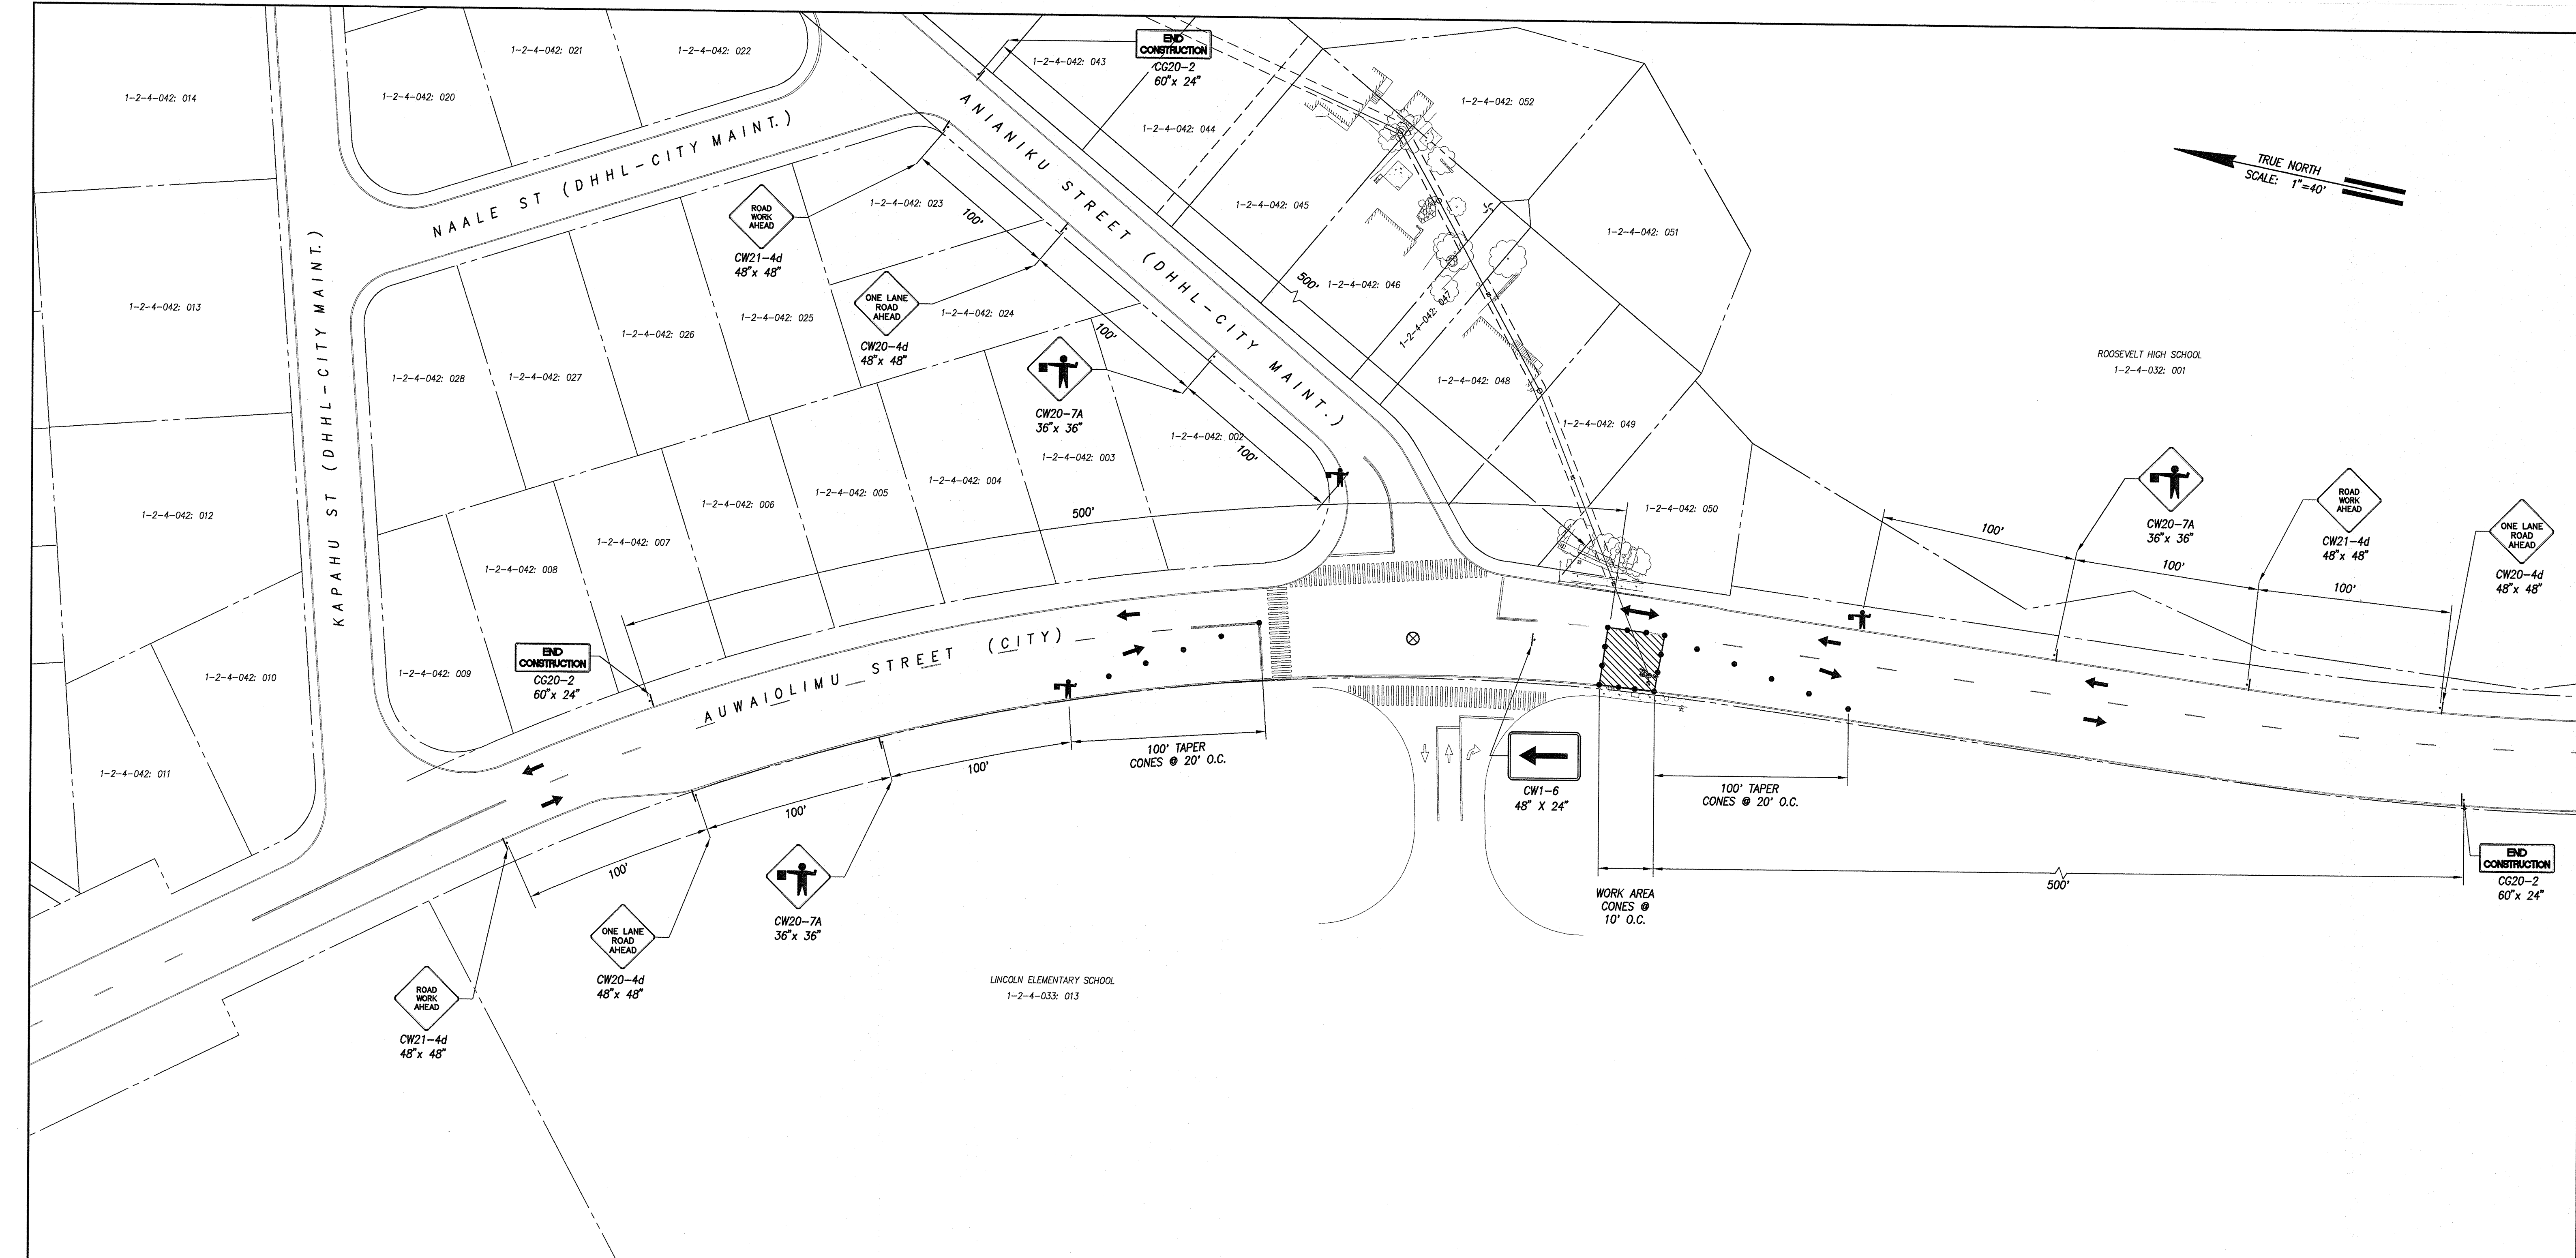 1-2-4-042: 014
1-2-4-042: 020
1-2-4-042: 021
1-2-4-042: 022
NAALE ST (DHHL-CITY MAINT.)
ANIANIKU STREET (DHHL-CITY MAINT.)
KAPAHU ST (DHHL-CITY MAINT.)
AUWAIOLIMU STREET (CITY)
1-2-4-042: 043
END
CONSTRUCTION
CG20-2
60"x 24"
1-2-4-042: 044
1-2-4-042: 052
TRUE NORTH
SCALE: 1"=40'
ROAD
WORK
AHEAD
CW21-4d
48"x 48"
1-2-4-042: 023
100'
1-2-4-042: 045
1-2-4-042: 051
ONE LANE
ROAD
AHEAD
CW20-4d
48"x 48"
1-2-4-042: 024
100'
500'
1-2-4-042: 046
1-2-4-042: 047
1-2-4-042: 013
1-2-4-042: 028
1-2-4-042: 027
1-2-4-042: 026
1-2-4-042: 025
CW20-7A
36"x 36"
1-2-4-042: 002
100'
1-2-4-042: 048
1-2-4-042: 049
ROOSEVELT HIGH SCHOOL
1-2-4-032: 001
1-2-4-042: 012
1-2-4-042: 008
1-2-4-042: 007
1-2-4-042: 006
1-2-4-042: 005
1-2-4-042: 004
1-2-4-042: 003
500'
1-2-4-042: 050
100'
CW20-7A
36"x 36"
100'
ROAD
WORK
AHEAD
CW21-4d
48"x 48"
100'
ONE LANE
ROAD
AHEAD
CW20-4d
48"x 48"
1-2-4-042: 011
1-2-4-042: 010
1-2-4-042: 009
END
CONSTRUCTION
CG20-2
60"x 24"
100' TAPER
CONES @ 20' O.C.
100'
100'
100'
CW1-6
48" X 24"
100' TAPER
CONES @ 20' O.C.
WORK AREA
CONES @
10' O.C.
500'
END
CONSTRUCTION
CG20-2
60"x 24"
CW20-7A
36"x 36"
ONE LANE
ROAD
AHEAD
CW20-4d
48"x 48"
ROAD
WORK
AHEAD
CW21-4d
48"x 48"
LINCOLN ELEMENTARY SCHOOL
1-2-4-033: 013